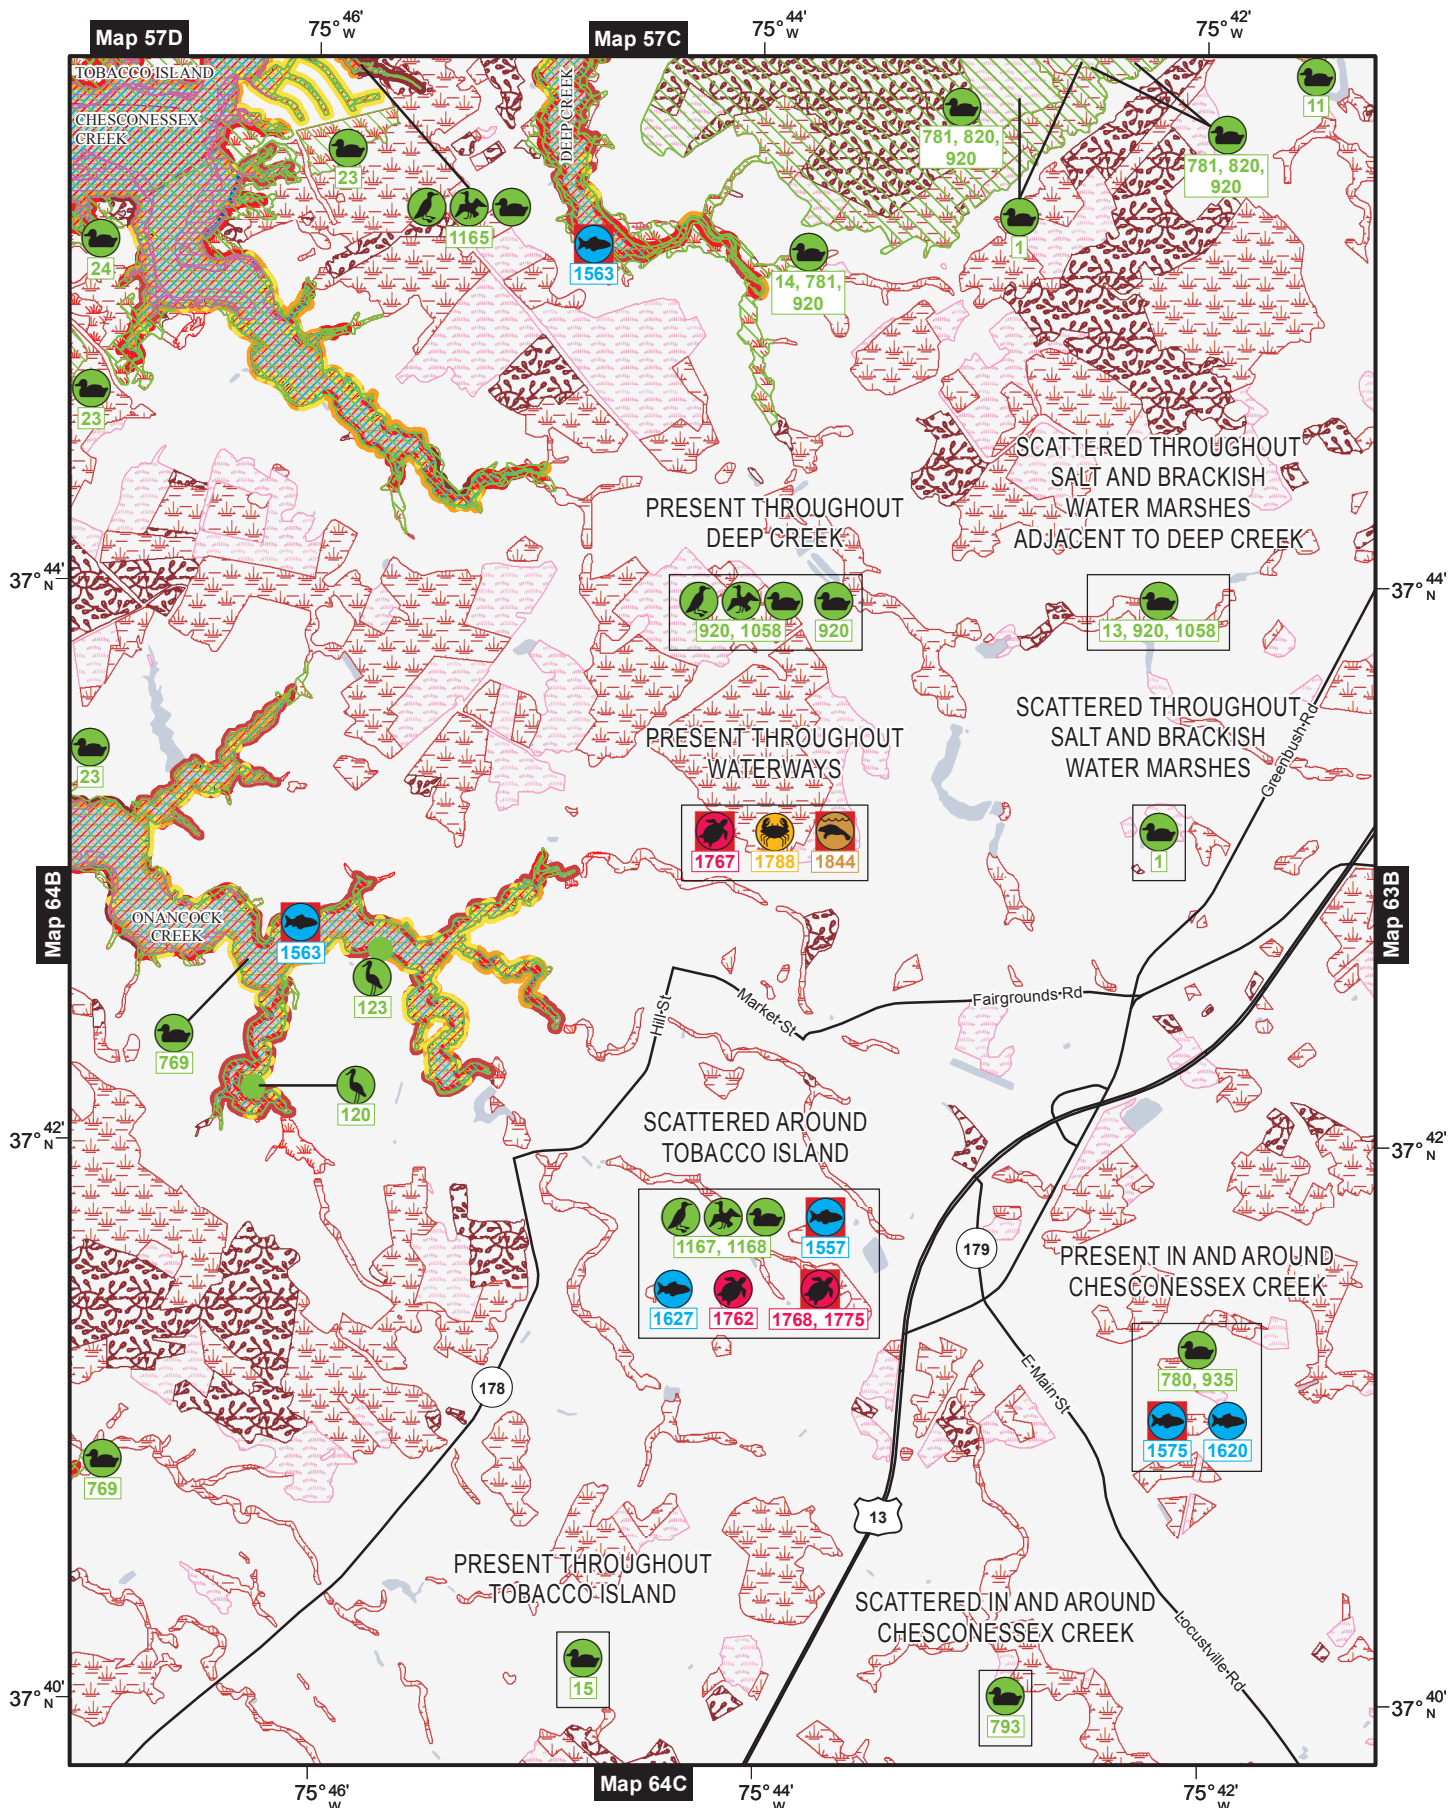 Map 57D
75° 46' W
Map 57C
75° 44' W
75° 42' W
TOBACCO ISLAND
CHESCONESSEX
CREEK
DEEP CREEK
11
23
781, 820,
920
781, 820,
920
24
1165
1563
1
14, 781,
920
23
SCATTERED THROUGHOUT
SALT AND BRACKISH
WATER MARSHES
ADJACENT TO DEEP CREEK
PRESENT THROUGHOUT
DEEP CREEK
37° 44' N
37° 44' N
920, 1058
920
13, 920, 1058
SCATTERED THROUGHOUT
SALT AND BRACKISH
WATER MARSHES
PRESENT THROUGHOUT
WATERWAYS
Greenbush Rd
23
1767
1788
1844
1
Map 64B
Map 63B
ONANCOCK
CREEK
1563
123
Hill St
Market St
Fairgrounds Rd
769
120
SCATTERED AROUND
TOBACCO ISLAND
37° 42' N
37° 42' N
1167, 1168
1557
179
PRESENT IN AND AROUND
CHESCONESSEX CREEK
1627
1762
1768, 1775
780, 935
178
E Main St
1575
1620
769
13
PRESENT THROUGHOUT
TOBACCO ISLAND
SCATTERED IN AND AROUND
CHESCONESSEX CREEK
Locustville Rd
15
793
37° 40' N
37° 40' N
75° 46' W
Map 64C
75° 44' W
75° 42' W